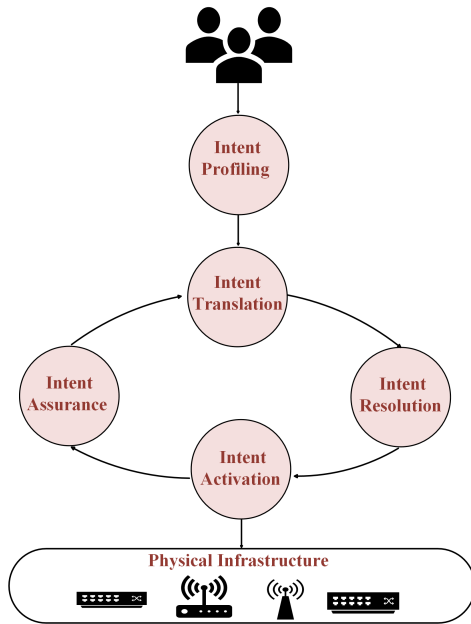 Intent
Profiling
Intent
Translation
Intent
Assurance
Intent
Resolution
Intent
Activation
Physical Infrastructure